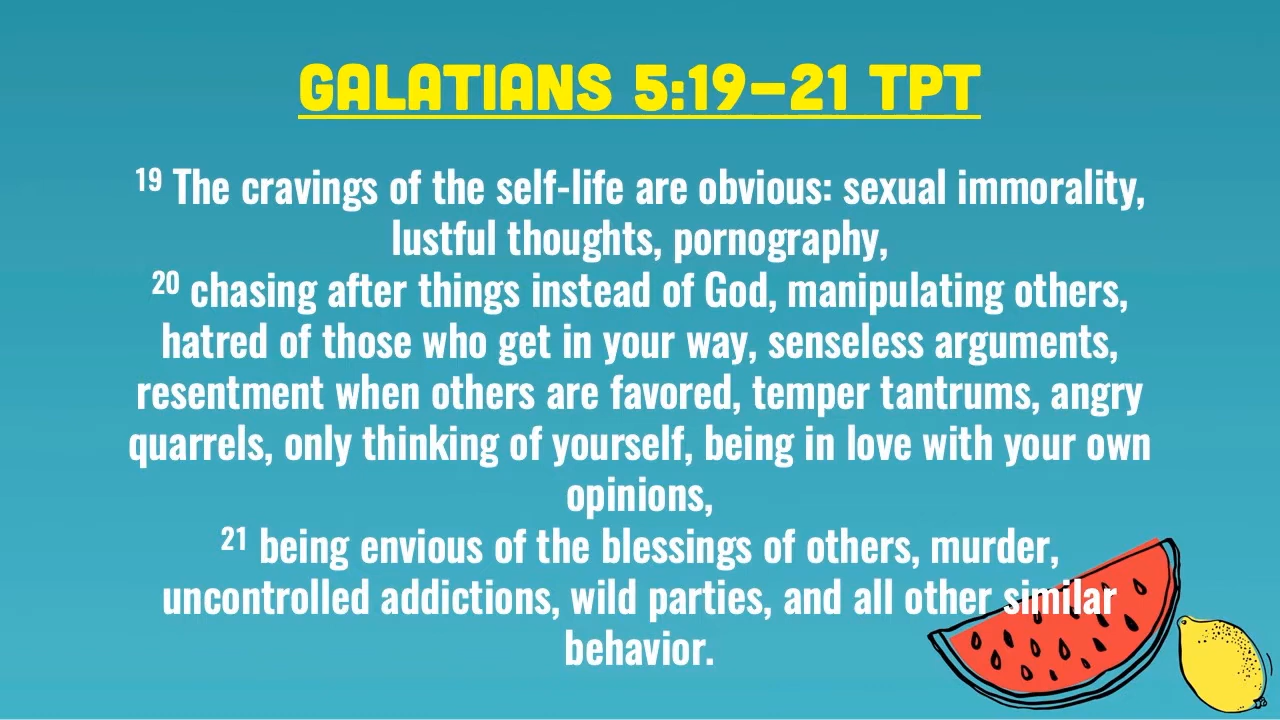 GALATIANS 5:19–21 TPT
19 The cravings of the self-life are obvious: sexual immorality,
lustful thoughts, pornography,
20 chasing after things instead of God, manipulating others,
hatred of those who get in your way, senseless arguments,
resentment when others are favored, temper tantrums, angry
quarrels, only thinking of yourself, being in love with your own
opinions,
21 being envious of the blessings of others, murder,
uncontrolled addictions, wild parties, and all other similar
behavior.